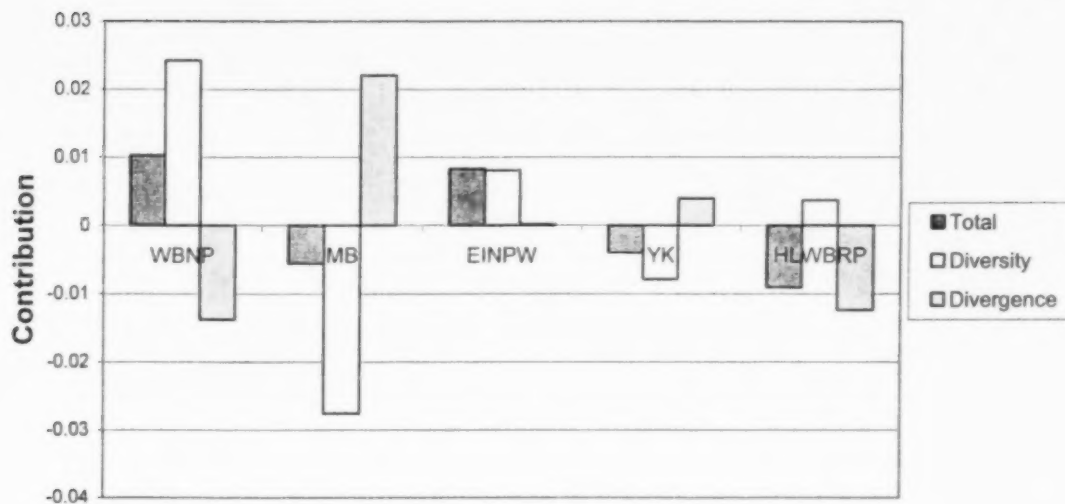 0.03
0.02
0.01
0
-0.01
-0.02
-0.03
-0.04
Contribution
WBNP
MB
EINPW
YK
HLWBRP
Total
Diversity
Divergence